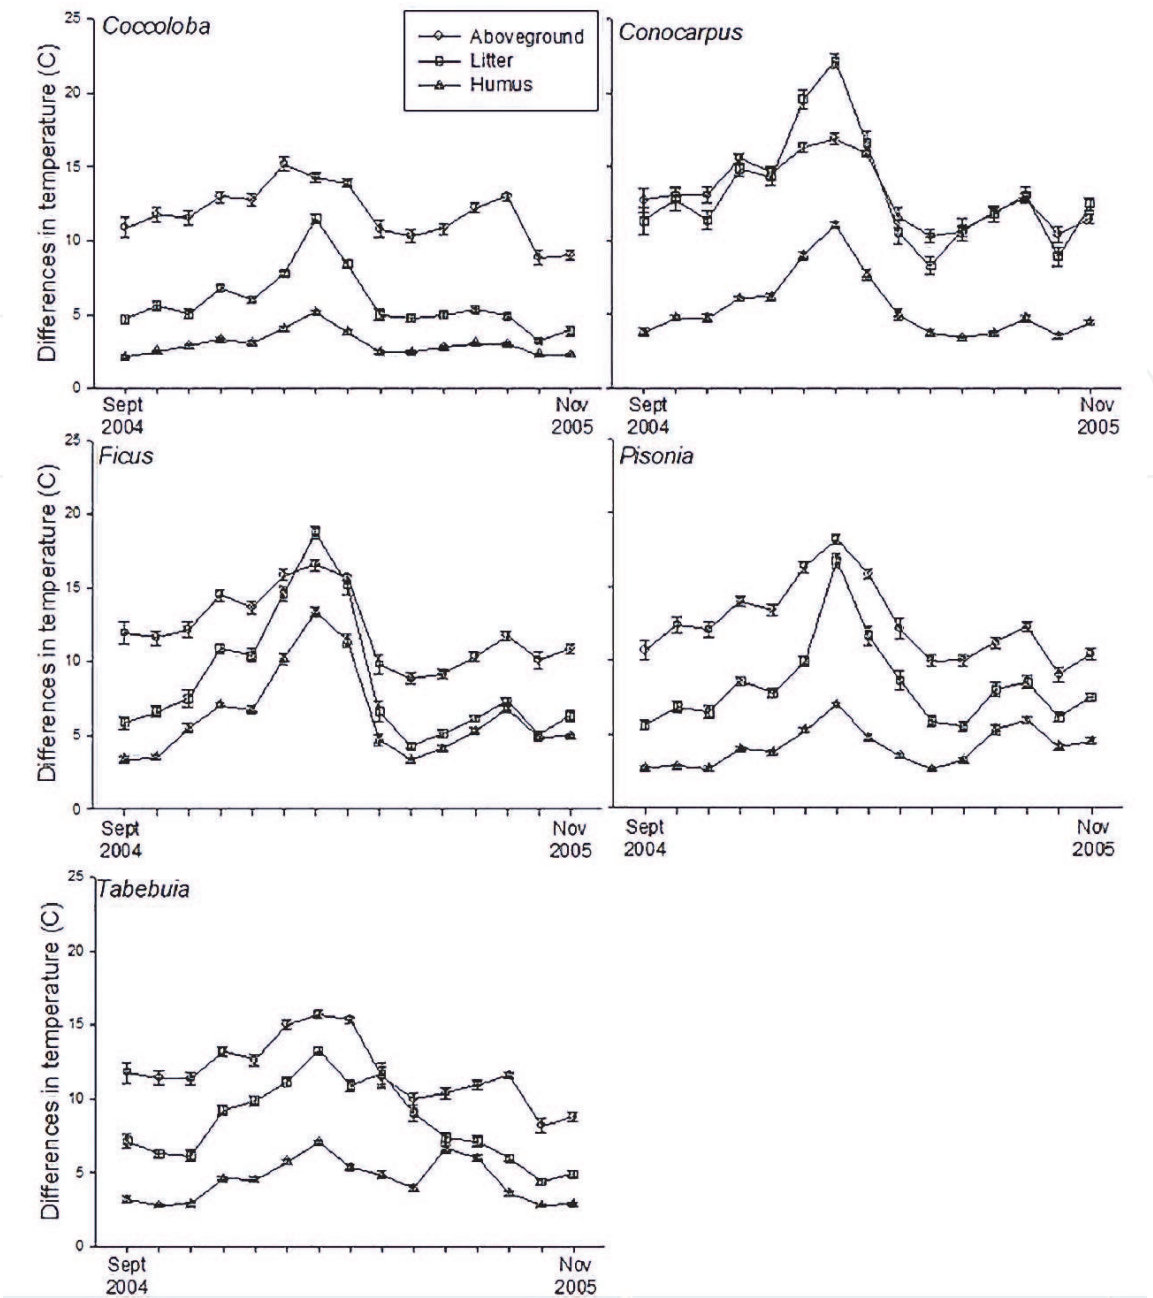 Coccoloba
Aboveground
Litter
Humus
Differences in temperature (C)
25
20
15
10
5
0
Sept
2004
Nov
2005
Conocarpus
Sept
2004
Nov
2005
Ficus
Differences in temperature (C)
25
20
15
10
5
0
Sept
2004
Nov
2005
Pisonia
Sept
2004
Nov
2005
Tabebuia
Differences in temperature (C)
25
20
15
10
5
0
Sept
2004
Nov
2005